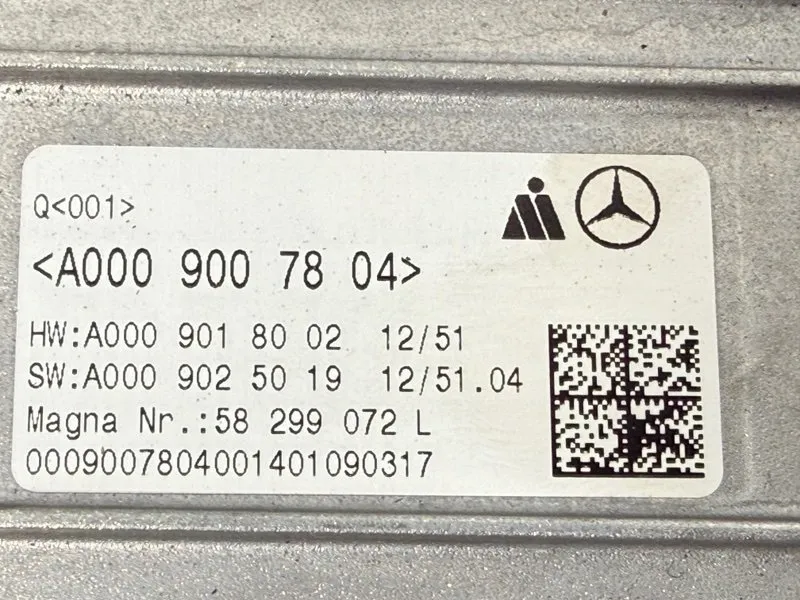 Q<001>
<A000 900 78 04>
HW:A000 901 80 02 12/51
SW:A000 902 50 19 12/51.04
Magna Nr.:58 299 072 L
0009007804001401090317